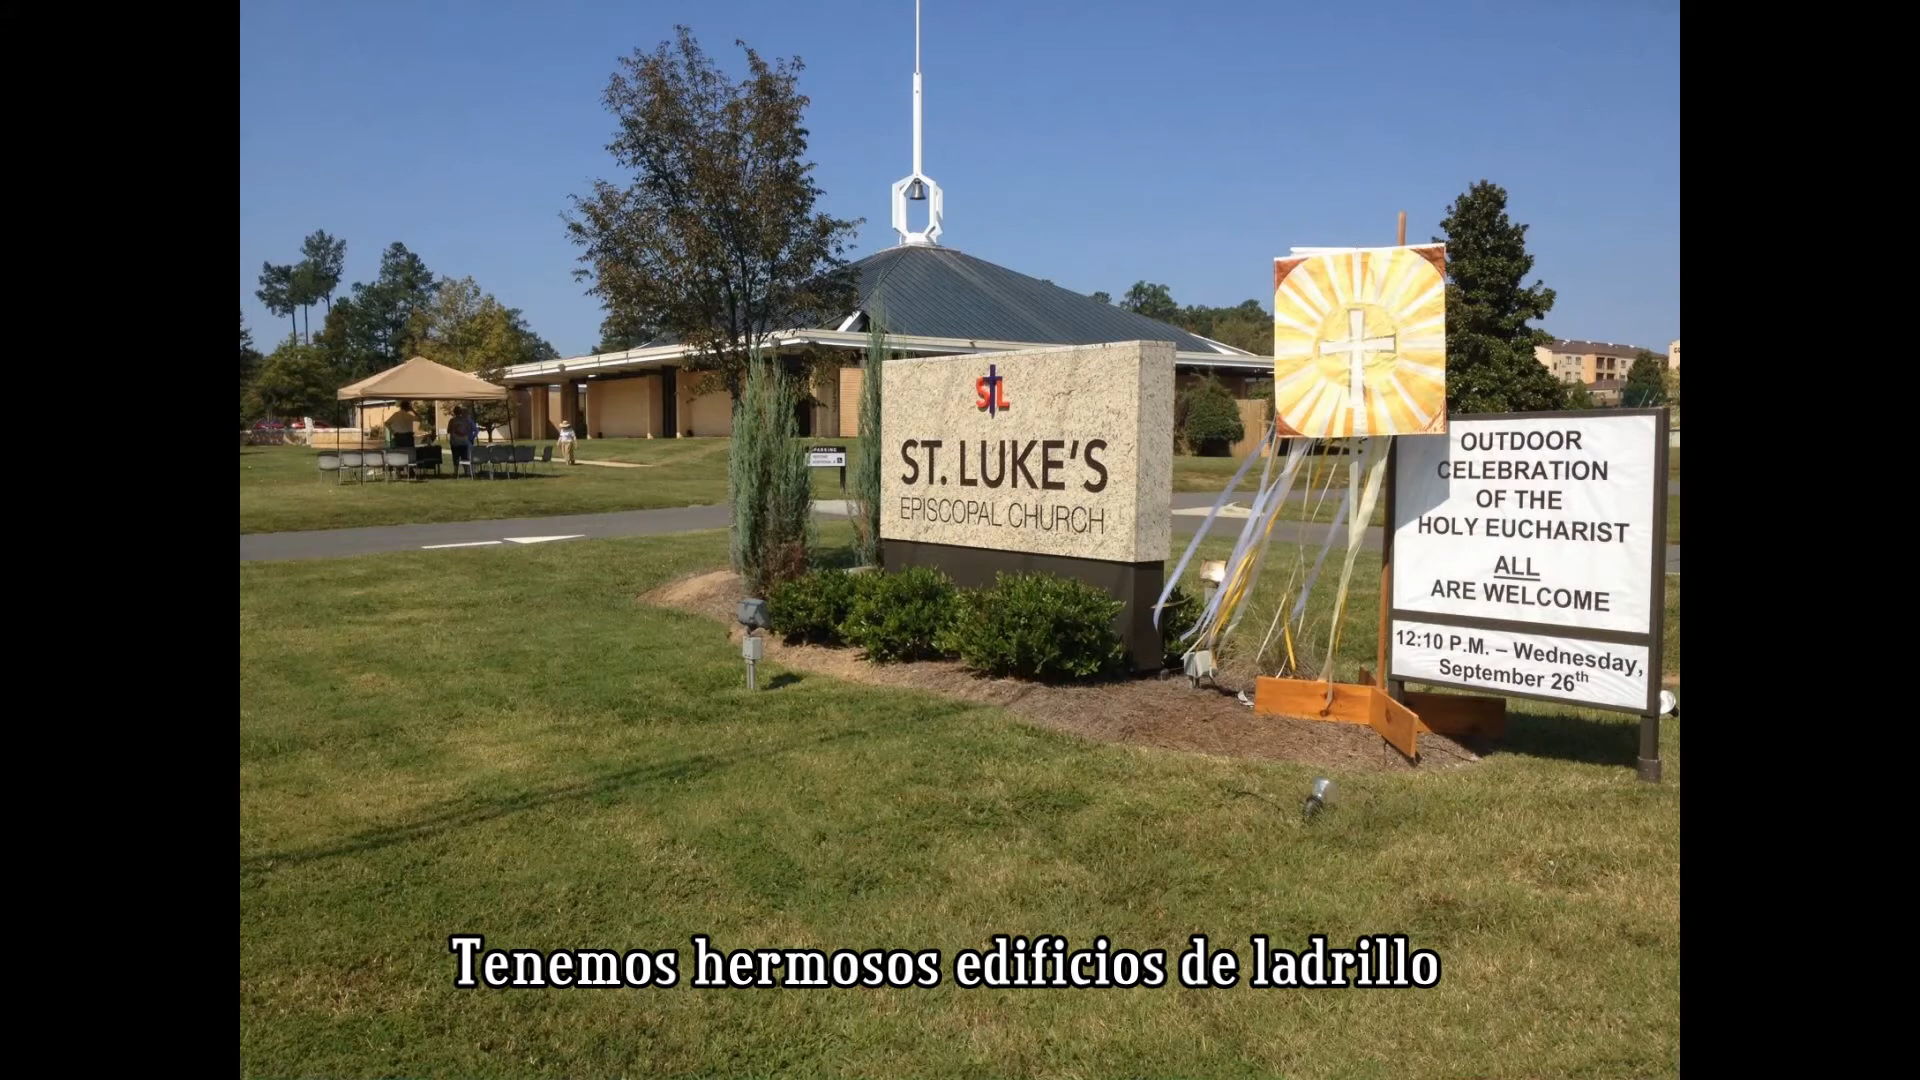 STL
ST. LUKE'S
EPISCOPAL CHURCH
PARKING
OUTDOOR
CELEBRATION
OF THE
HOLY EUCHARIST
ALL
ARE WELCOME
12:10 P.M. – Wednesday,
September 26th
Tenemos hermosos edificios de ladrillo